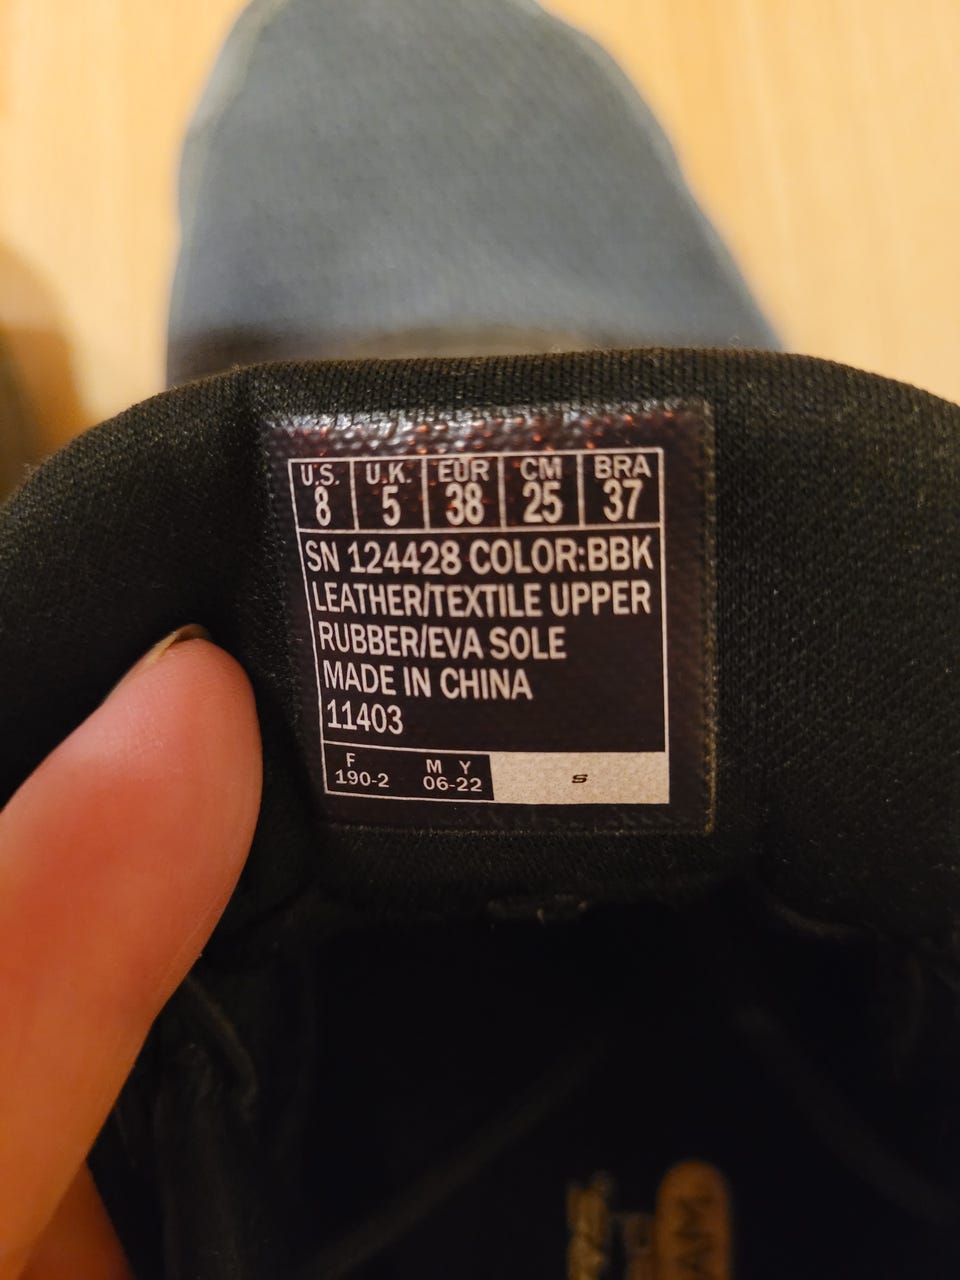 U.S. U.K. EUR CM BRA
8 5 38 25 37
SN 124428 COLOR:BBK
LEATHER/TEXTILE UPPER
RUBBER/EVA SOLE
MADE IN CHINA
11403
F M Y
190-2 06-22
S